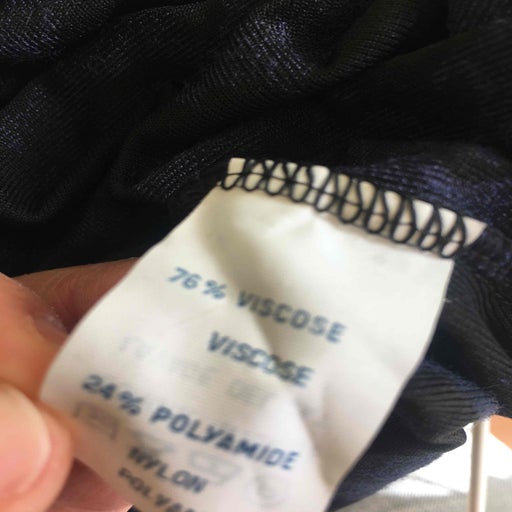 76% VISCOSE
VISCOSE
24% POLYAMIDE
NYLON